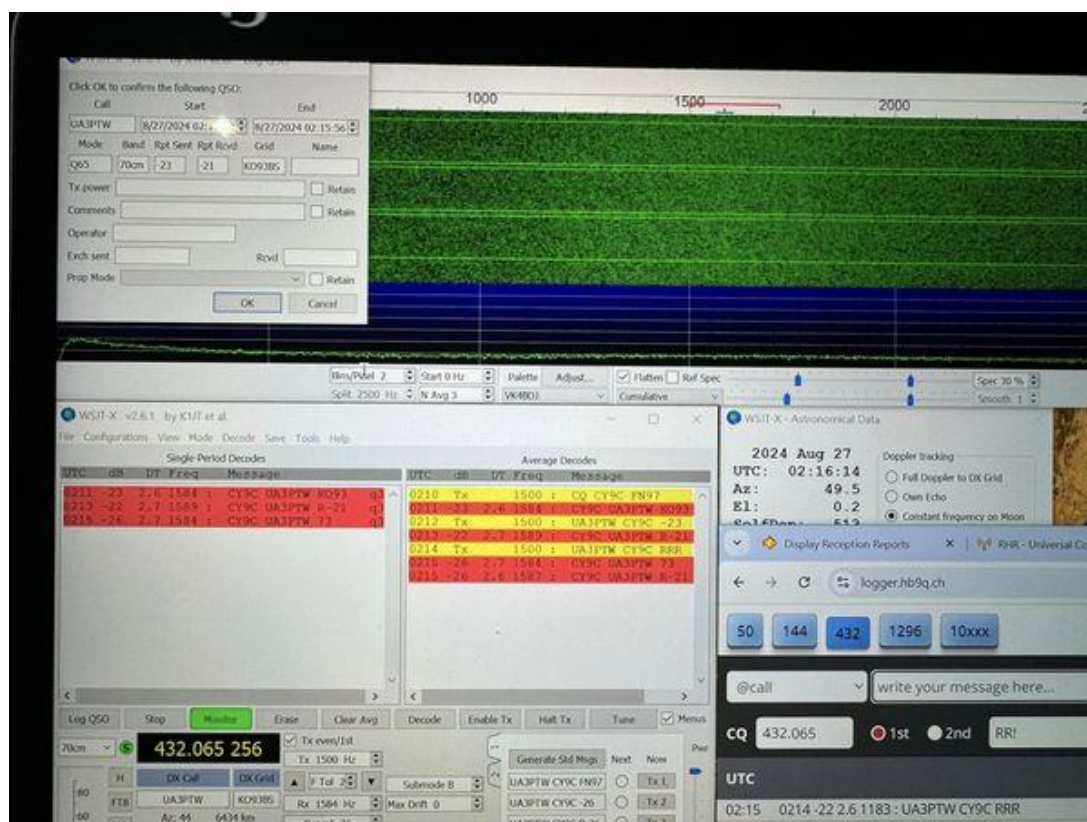 Click OK to confirm the following QSO:
Call Start End
UA3PTW 8/27/2024 02: 8/27/2024 02:15:56
Mode Band Rpt Sent Rpt Rcvd Grid Name
Q65 70cm -23 -21 KO93BS
Tx power Retain
Comments Retain
Operator
Exch sent Rcvd
Prop Mode Retain
OK Cancel
1000 1500 2000
Bins/Pixel 2 Start 0 Hz Palette Adjust... Flatten Ref Spec Spec 30 %
Split 2500 Hz N Avg 3 VK4BDJ Cumulative Smooth 1
WSJT-X v2.6.1 by K1JT et al.
File Configurations View Mode Decode Save Tools Help
Single-Period Decodes
UTC dB DT Freq Message
0211 -23 2.6 1584 : CY9C UA3PTW KO93 q3
0213 -22 2.7 1589 : CY9C UA3PTW R-21 q3
0215 -26 2.7 1584 : CY9C UA3PTW 73 q3
Average Decodes
UTC dB DT Freq Message
0210 Tx 1500 : CQ CY9C FN97
0211 -23 2.6 1584 : CY9C UA3PTW KO93
0212 Tx 1500 : UA3PTW CY9C -23
0213 -22 2.7 1589 : CY9C UA3PTW R-21
0214 Tx 1500 : UA3PTW CY9C RRR
0215 -26 2.7 1584 : CY9C UA3PTW 73
0215 -26 2.6 1587 : CY9C UA3PTW R-21
Log QSO Stop Monitor Erase Clear Avg Decode Enable Tx Halt Tx Tune Menus
70cm S 432.065 256 Tx even/1st
Tx 1500 Hz
Generate Std Msgs Next Now
Pwr
H DX Call DX Grid F Tol Submode B UA3PTW CY9C FN97 Tx 1
-80
FT8 UA3PTW KO93BS Rx 1584 Hz Max Drift 0 UA3PTW CY9C -26 Tx 2
-60 Az: 44 6434 km
WSJT-X - Astronomical Data
2024 Aug 27
UTC: 02:16:14
Az: 49.5
El: 0.2
SelfDop: 512
Doppler tracking
Full Doppler to DX Grid
Own Echo
Constant frequency on Moon
Display Reception Reports RHR - Universal Co
logger.hb9q.ch
50 144 432 1296 10xxx
@call write your message here...
CQ 432.065 1st 2nd RR!
UTC
02:15 0214 -22 2.6 1183 : UA3PTW CY9C RRR